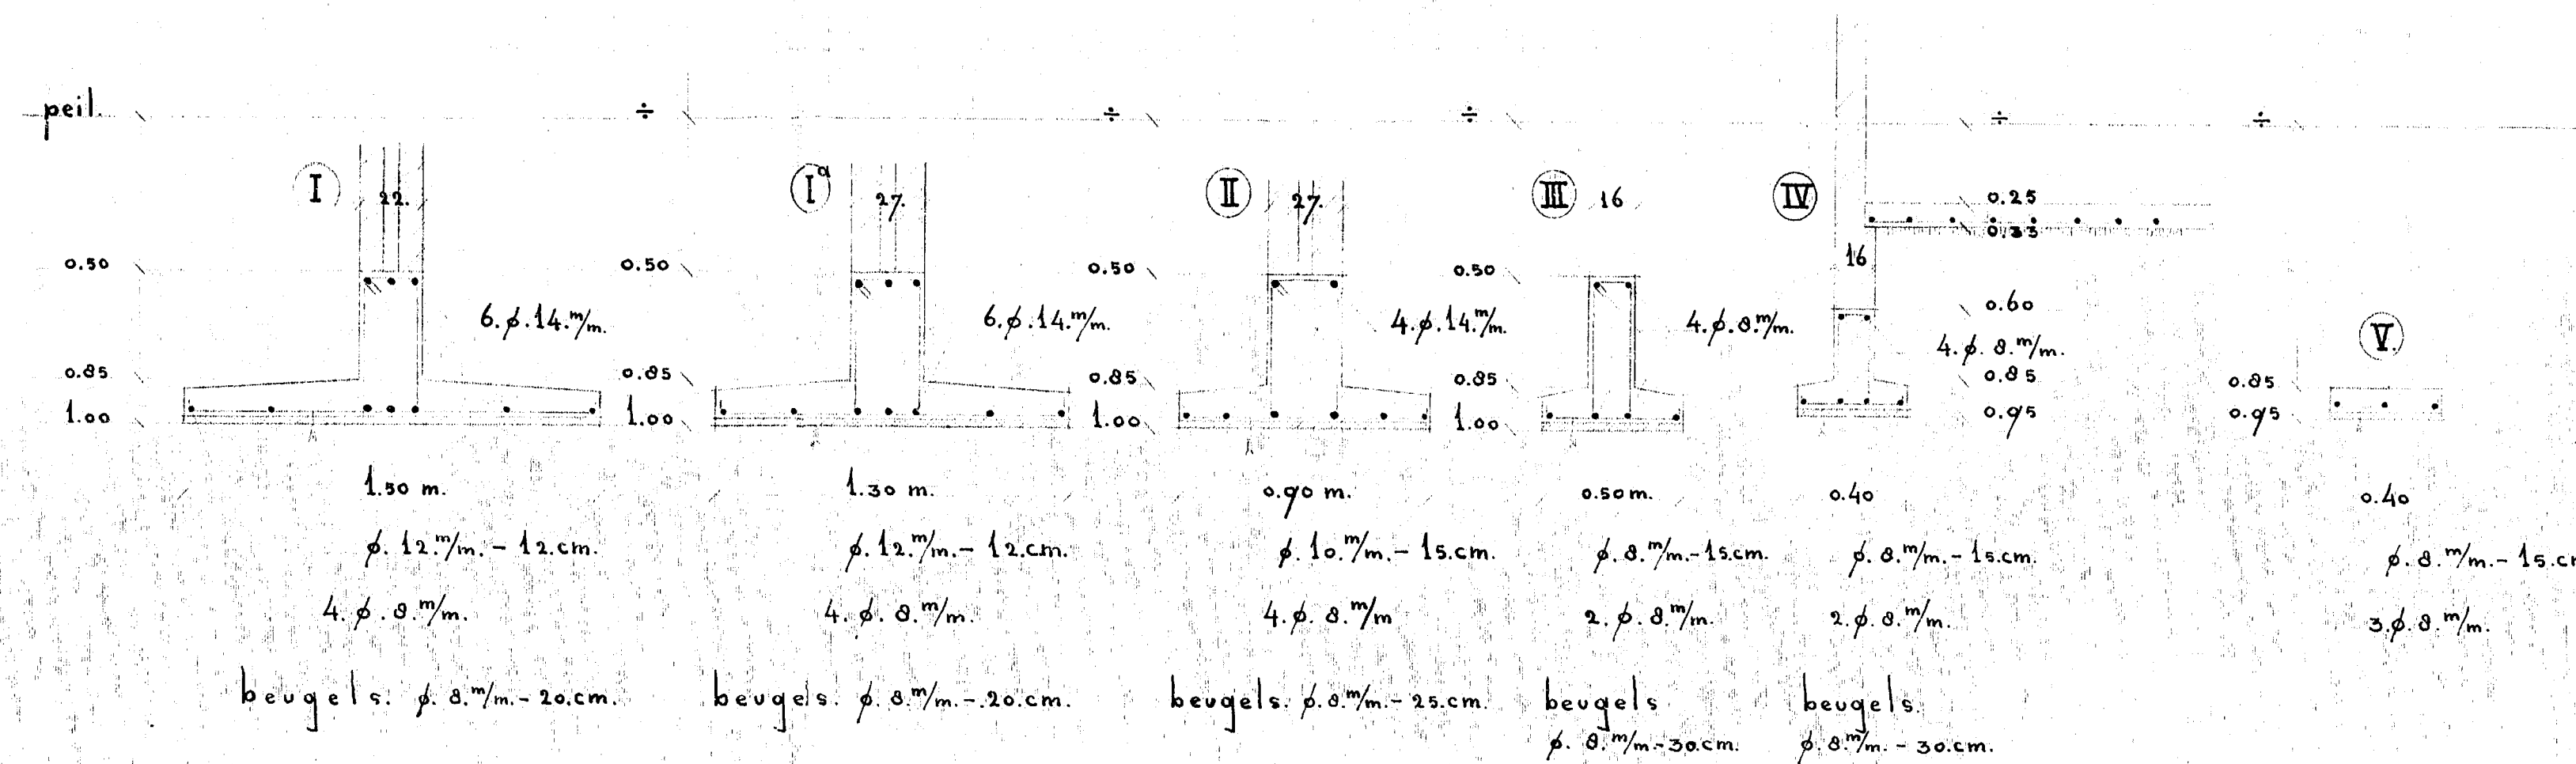 peil. ÷ ÷ ÷ ÷ ÷
I 22. Iª 27. II 27. III 16 IV 0.25
0.33
16
0.50 0.50 0.50 0.50
0.60
6.ϕ.14.m/m. 6.ϕ.14.m/m. 4.ϕ.14.m/m. 4.ϕ.8.m/m. 4.ϕ.8.m/m. V.
0.85 0.85 0.85 0.85 0.85 0.85
1.00 1.00 1.00 1.00 0.95 0.95
1.50 m. 1.30 m. 0.90 m. 0.50 m. 0.40 0.40
ϕ.12.m/m.-12.cm. ϕ.12.m/m.-12.cm. ϕ.10.m/m.-15.cm. ϕ.8.m/m.-15.cm. ϕ.8.m/m.-15.cm. ϕ.8.m/m.-15.cm
4.ϕ.8.m/m. 4.ϕ.8.m/m. 4.ϕ.8.m/m 2.ϕ.8.m/m. 2.ϕ.8.m/m. 3.ϕ.8.m/m.
beugels. ϕ.8.m/m.-20.cm. beugels. ϕ.8.m/m.-20.cm. beugels. ϕ.8.m/m.-25.cm. beugels beugels.
ϕ.8.m/m.-30.cm. ϕ.8.m/m.-30.cm.